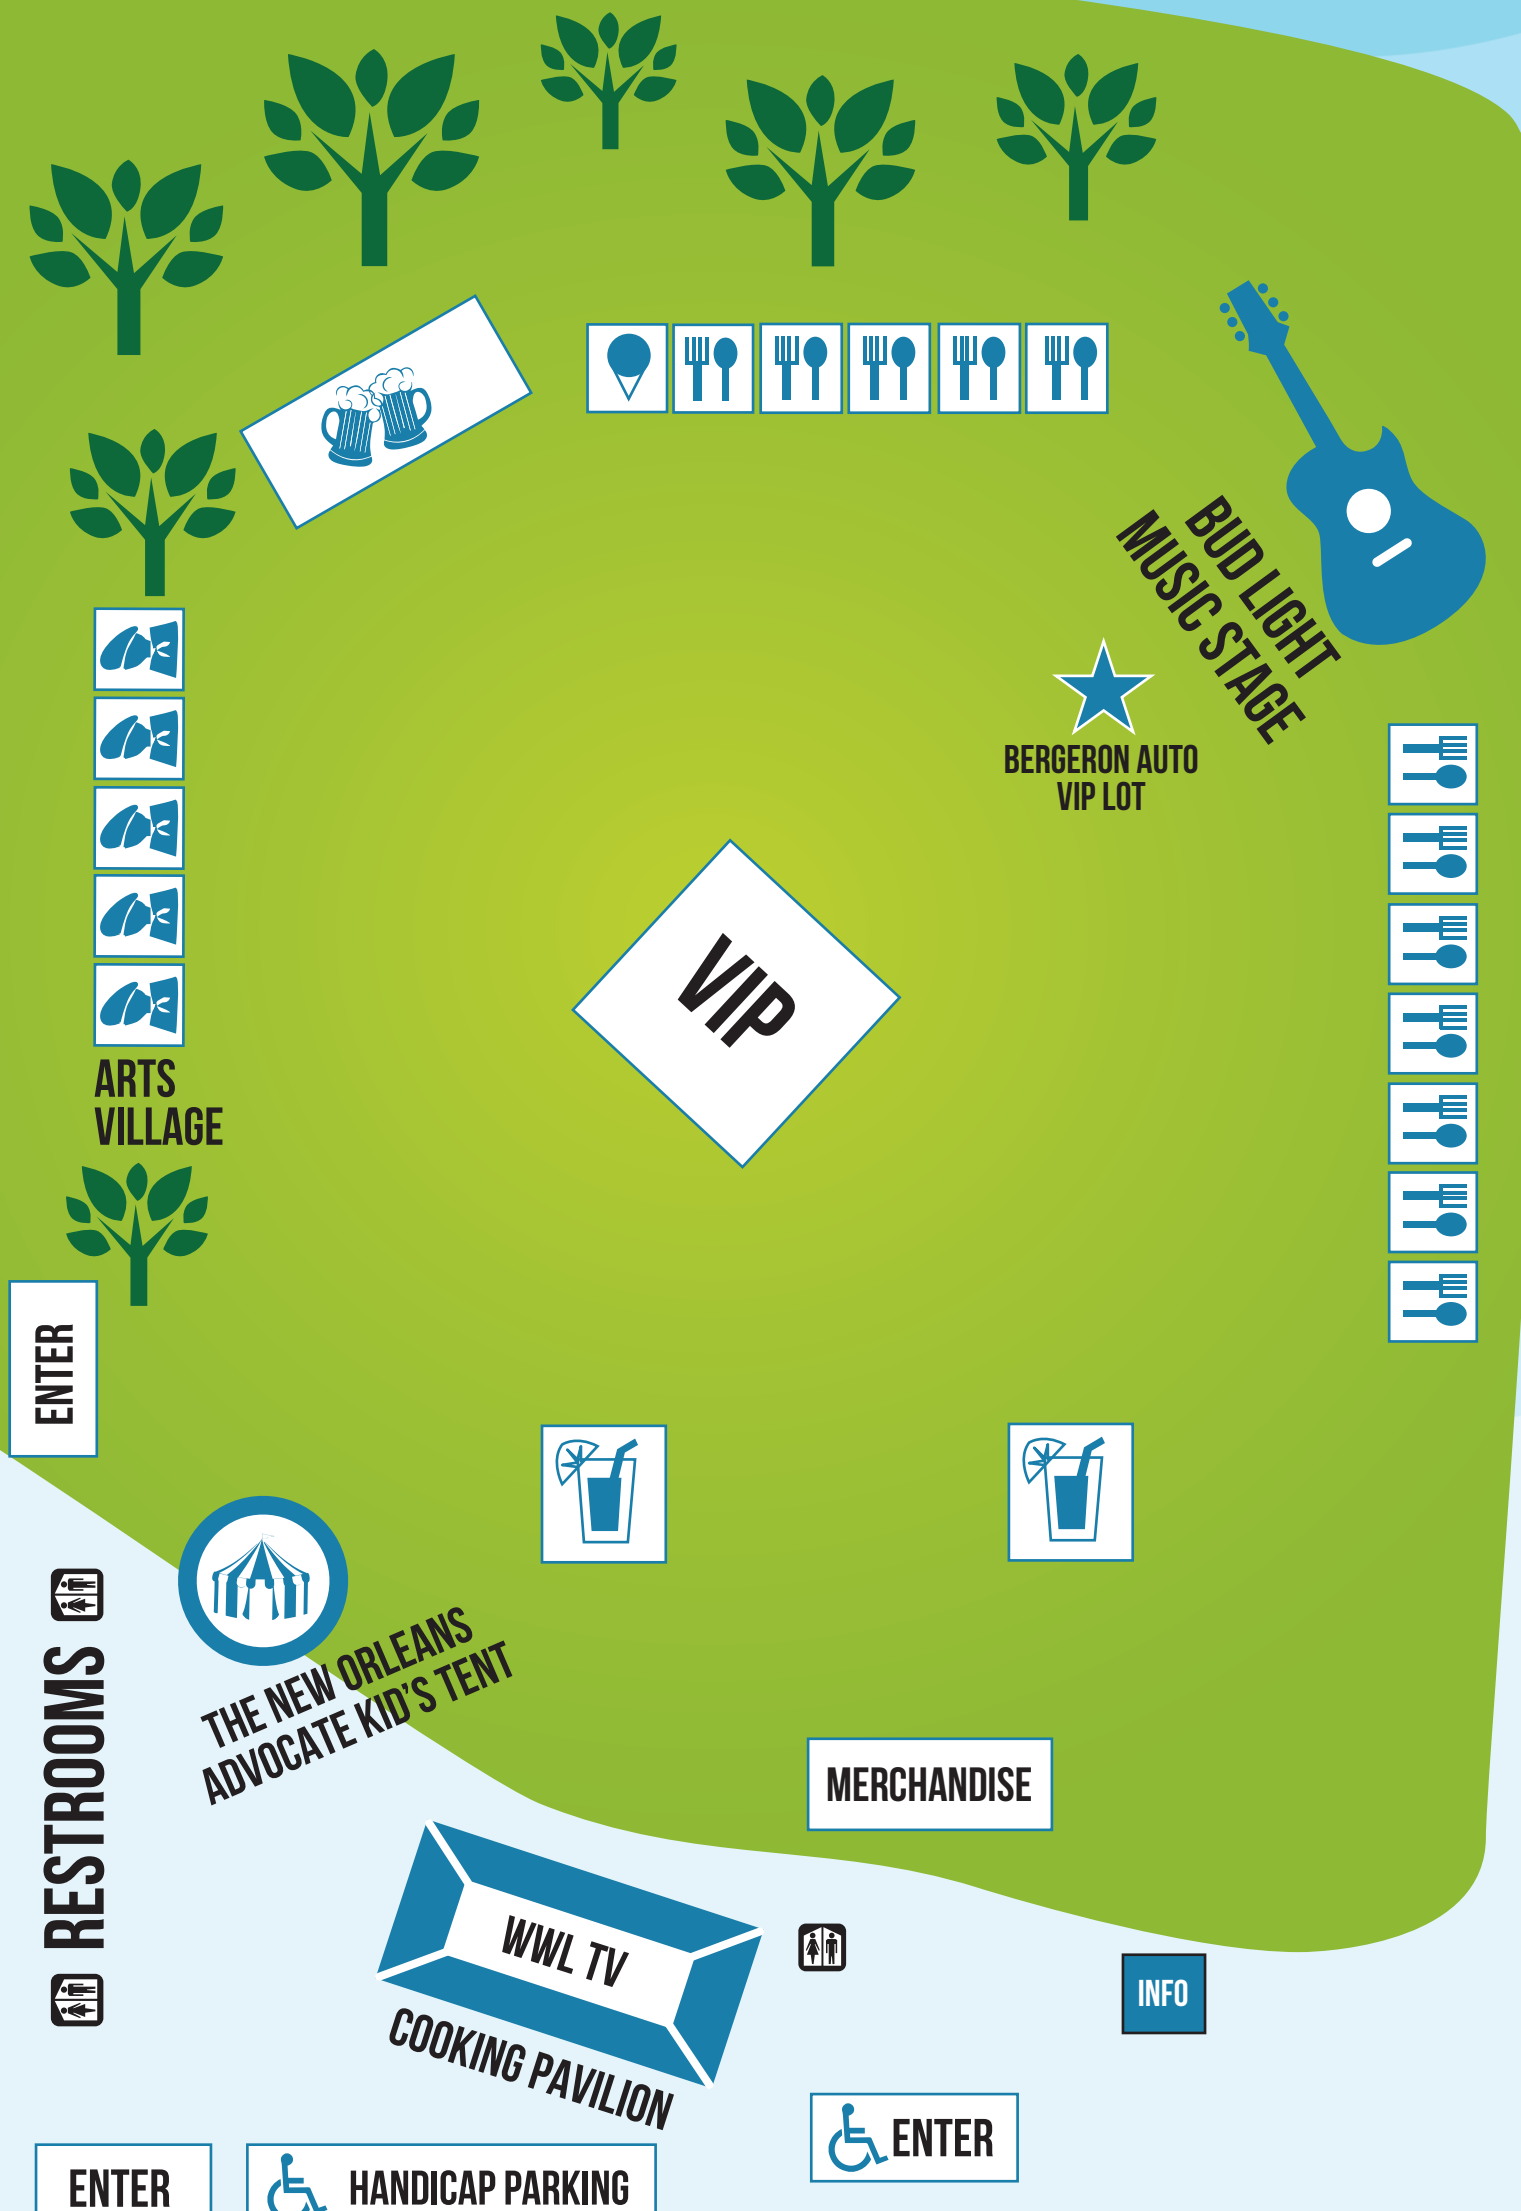 BUD LIGHT
MUSIC STAGE
BERGERON AUTO
VIP LOT
VIP
ARTS
VILLAGE
ENTER
RESTROOMS
THE NEW ORLEANS
ADVOCATE KID'S TENT
MERCHANDISE
WWL TV
COOKING PAVILION
INFO
ENTER
ENTER
HANDICAP PARKING